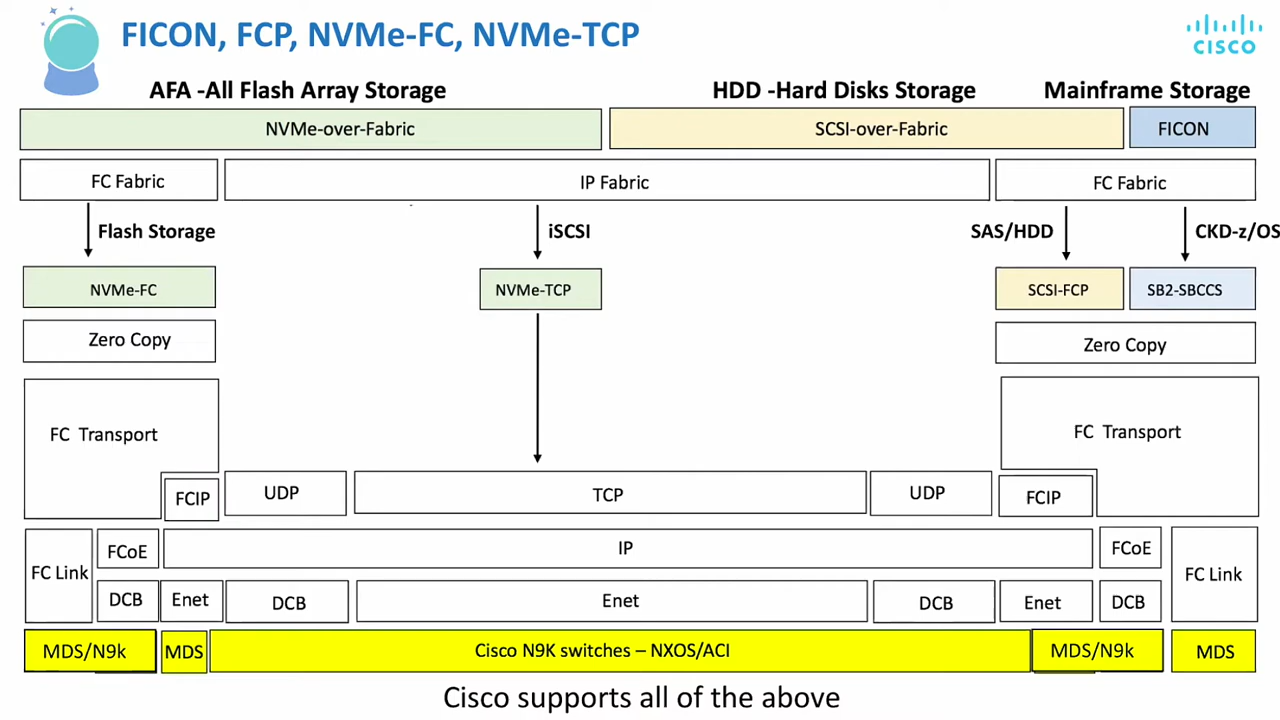 FICON, FCP, NVMe-FC, NVMe-TCP
CISCO
AFA -All Flash Array Storage
HDD -Hard Disks Storage
Mainframe Storage
NVMe-over-Fabric
SCSI-over-Fabric
FICON
FC Fabric
IP Fabric
FC Fabric
Flash Storage
iSCSI
SAS/HDD
CKD-z/OS
NVMe-FC
NVMe-TCP
SCSI-FCP
SB2-SBCCS
Zero Copy
Zero Copy
FC Transport
FC Transport
FCIP
UDP
TCP
UDP
FCIP
FC Link
FCoE
IP
FCoE
FC Link
DCB
Enet
DCB
Enet
DCB
Enet
DCB
MDS/N9k
MDS
Cisco N9K switches – NXOS/ACI
MDS/N9k
MDS
Cisco supports all of the above